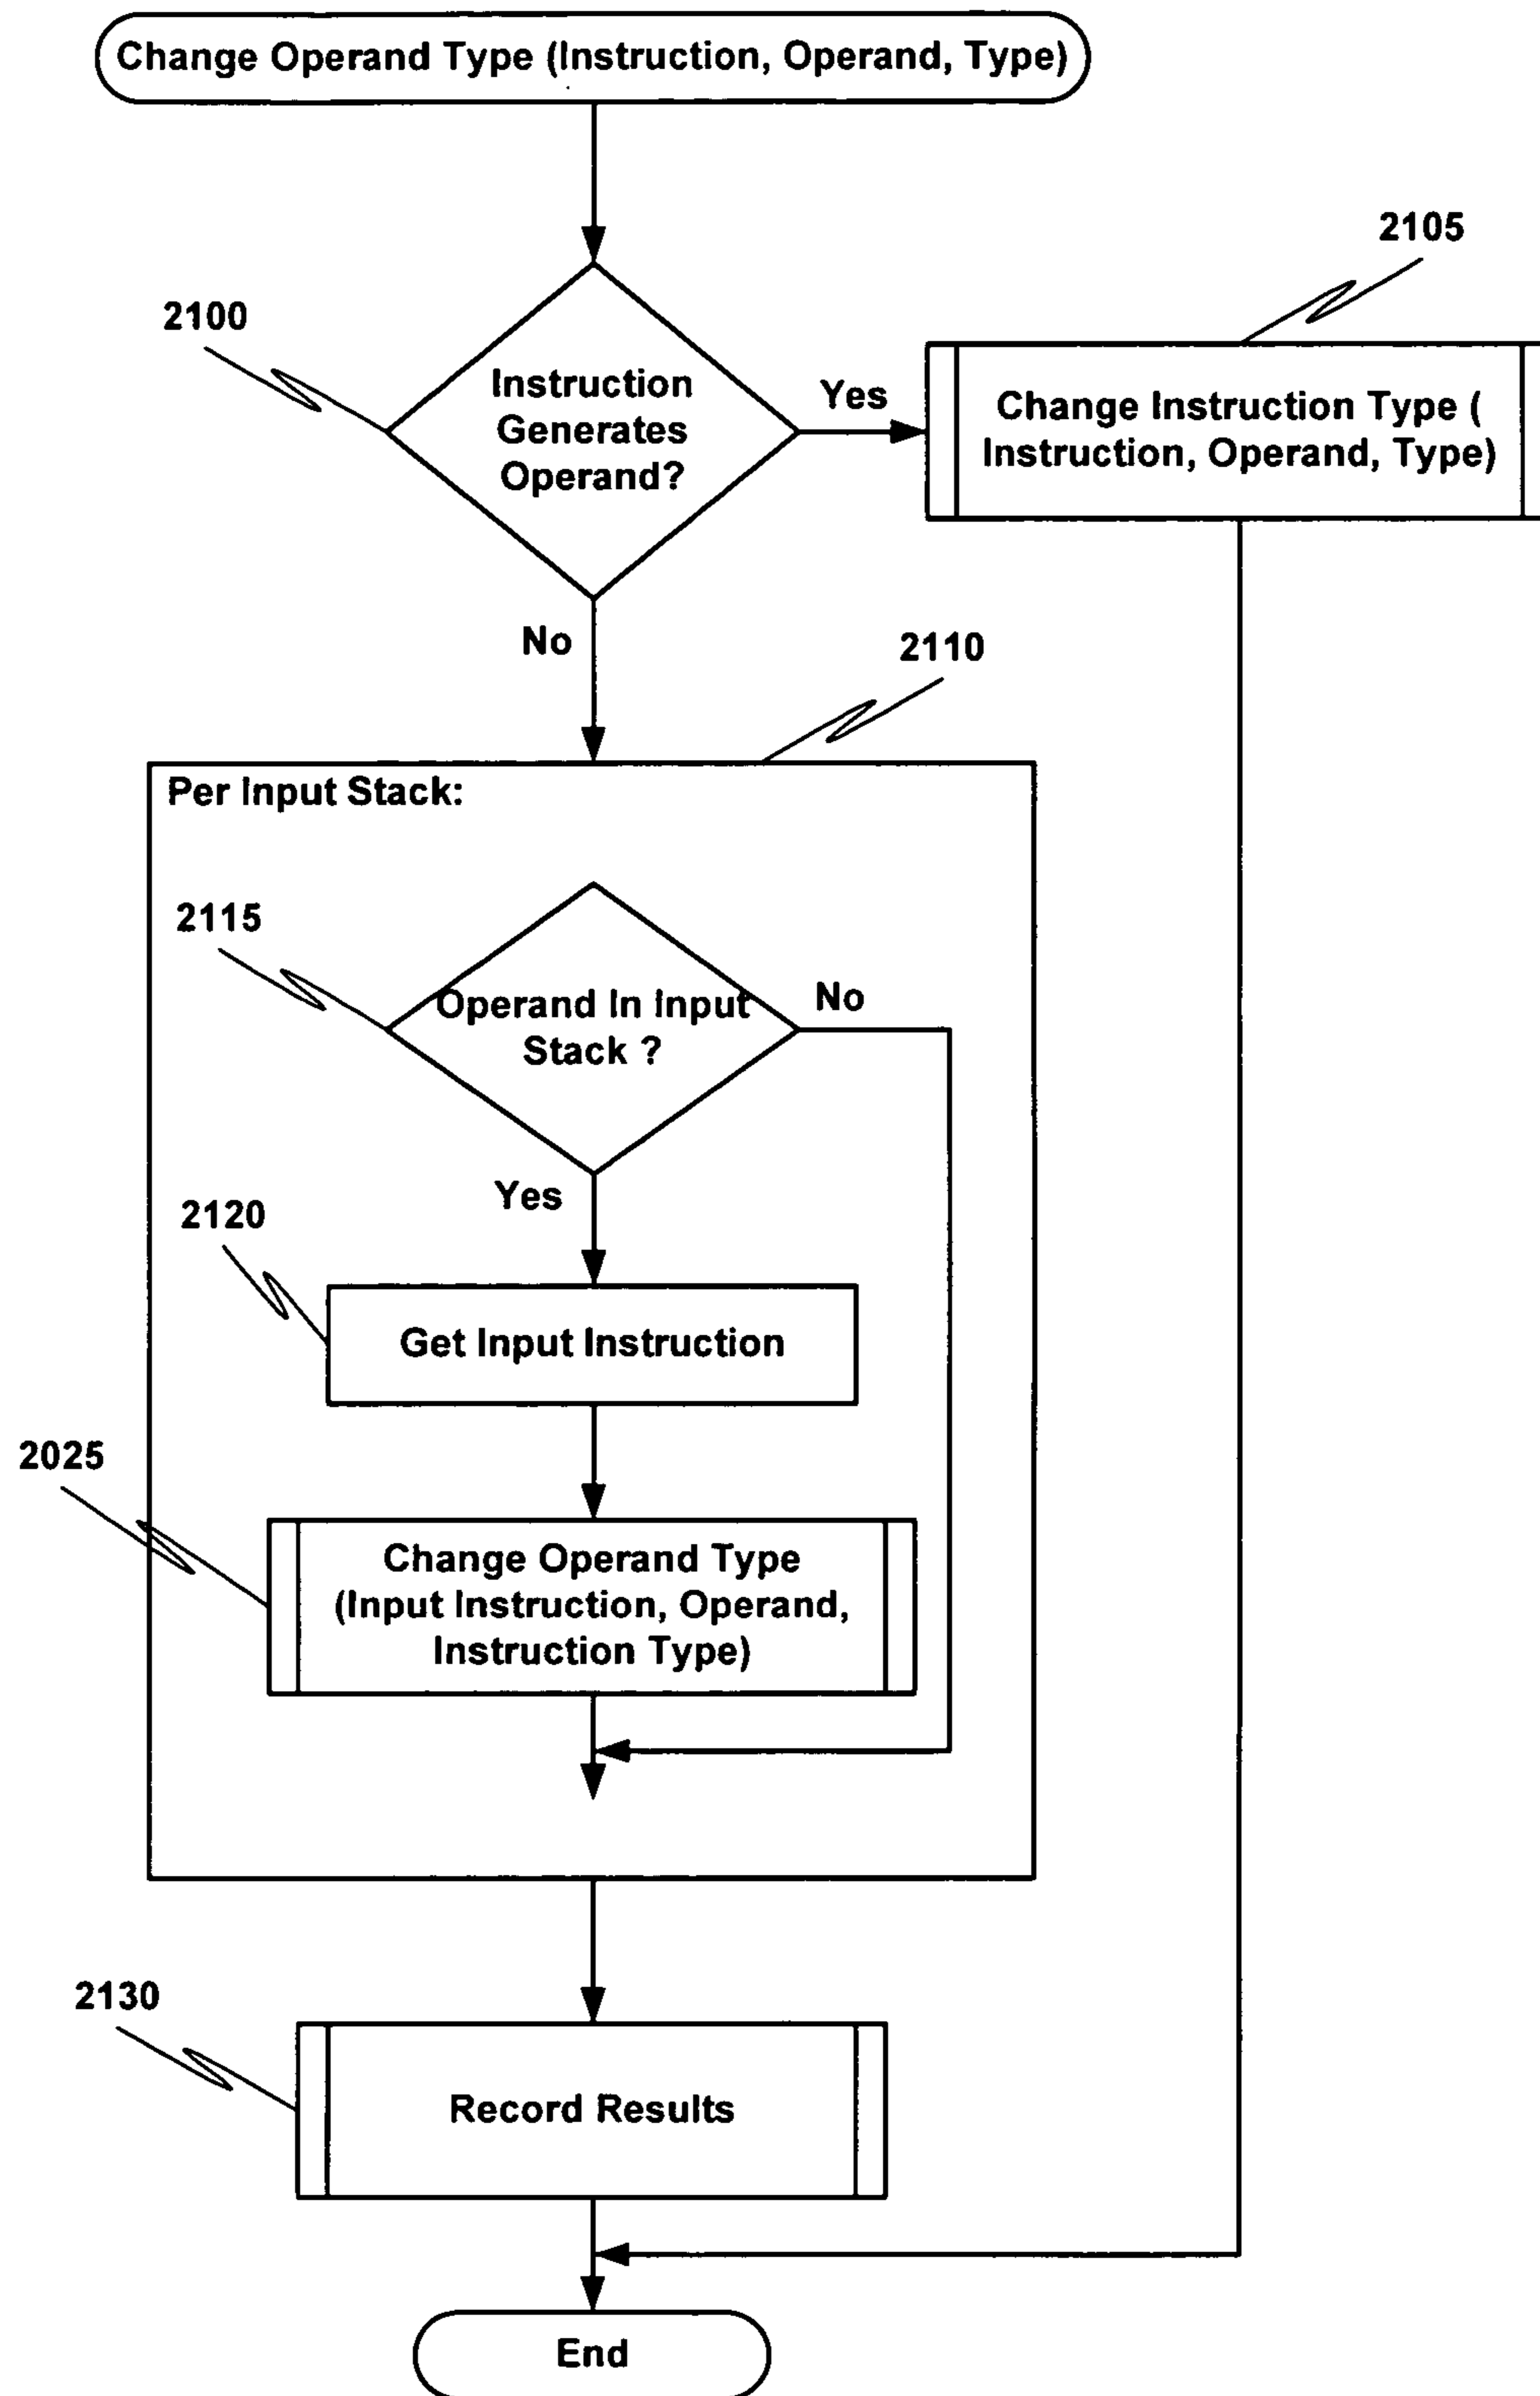 Change Operand Type (Instruction, Operand, Type)
2105
2100
Instruction
Generates
Operand?
Yes
Change Instruction Type (
Instruction, Operand, Type)
No
2110
Per Input Stack:
2115
Operand In Input
Stack ?
No
Yes
2120
Get Input Instruction
2025
Change Operand Type
(Input Instruction, Operand,
Instruction Type)
2130
Record Results
End